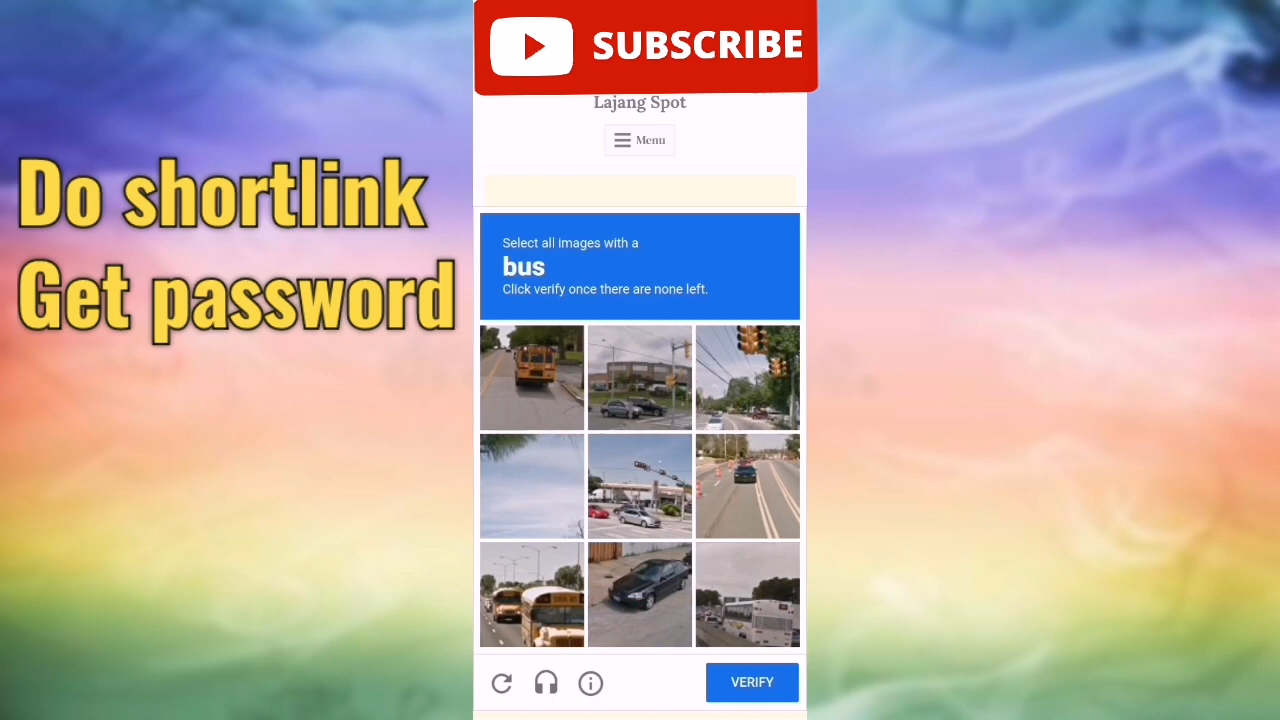 SUBSCRIBE
Lajang Spot
Menu
Do shortlink
Get password
Select all images with a
bus
Click verify once there are none left.
VERIFY